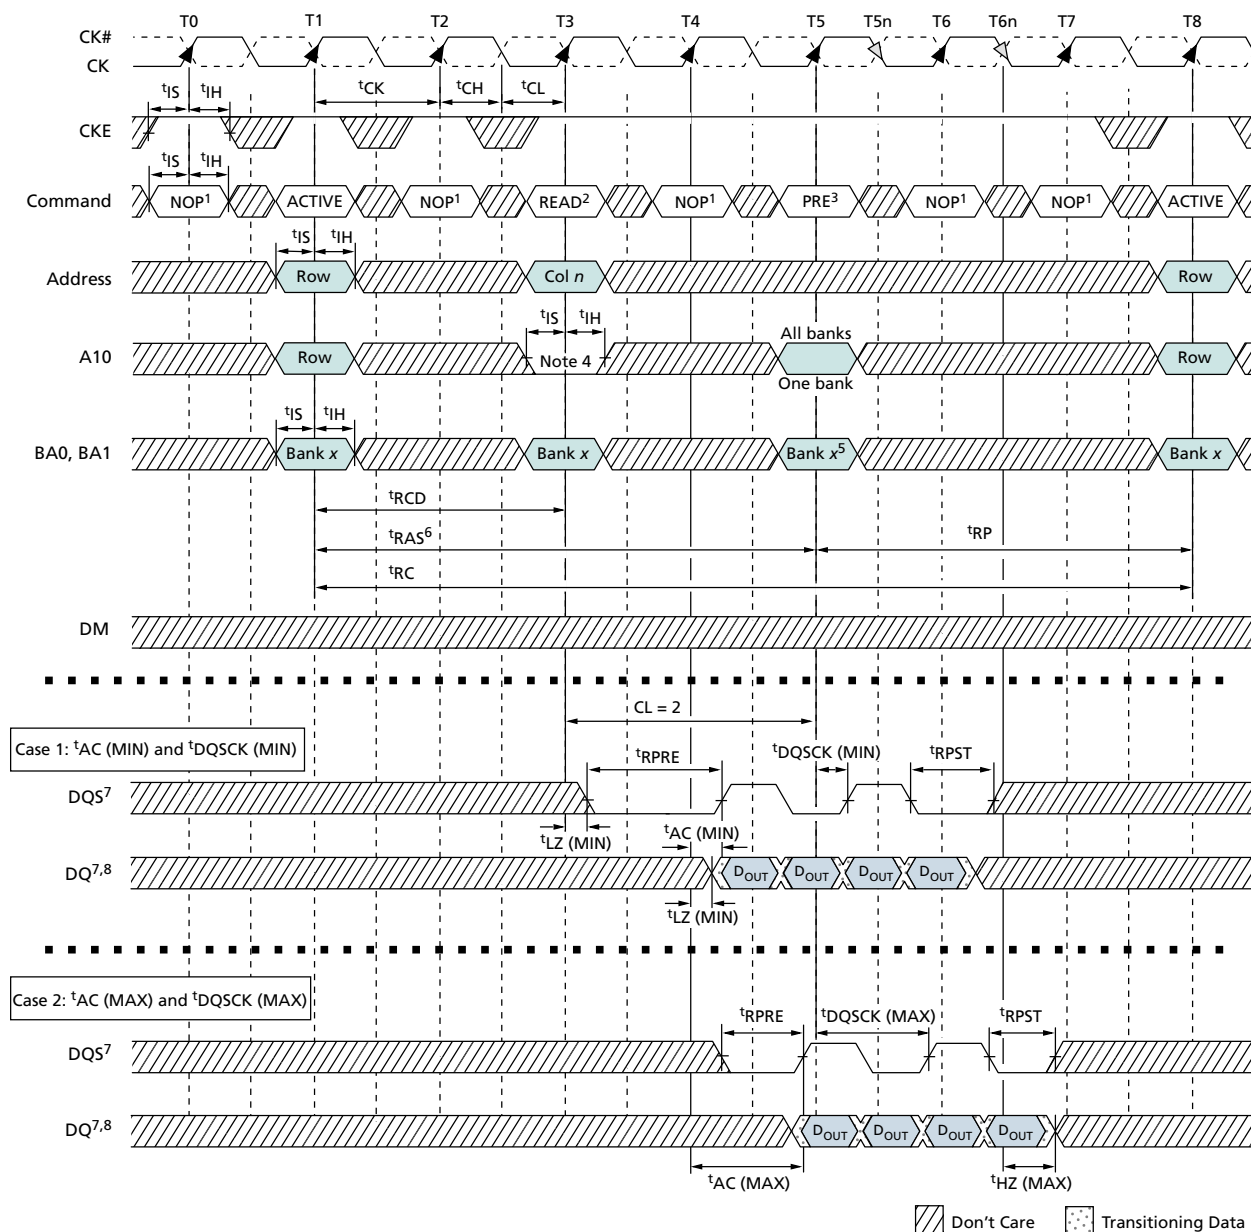 T0 T1 T2 T3 T4 T5 T5n T6 T6n T7 T8
CK#
CK
tIS tIH tCK tCH tCL
CKE
tIS tIH
Command NOP1 ACTIVE NOP1 READ2 NOP1 PRE3 NOP1 NOP1 ACTIVE
tIS tIH
Address Row Col n Row
tIS tIH All banks
A10 Row Note 4 Row
One bank
tIS tIH
BA0, BA1 Bank x Bank x Bank x5 Bank x
tRCD
tRAS6 tRP
tRC
DM
CL = 2
Case 1: tAC (MIN) and tDQSCK (MIN)
tRPRE tDQSCK (MIN) tRPST
DQS7
tLZ (MIN) tAC (MIN)
DQ7,8 DOUT DOUT DOUT DOUT
tLZ (MIN)
Case 2: tAC (MAX) and tDQSCK (MAX)
tRPRE tDQSCK (MAX) tRPST
DQS7
DQ7,8 DOUT DOUT DOUT DOUT
tAC (MAX) tHZ (MAX)
Don't Care Transitioning Data